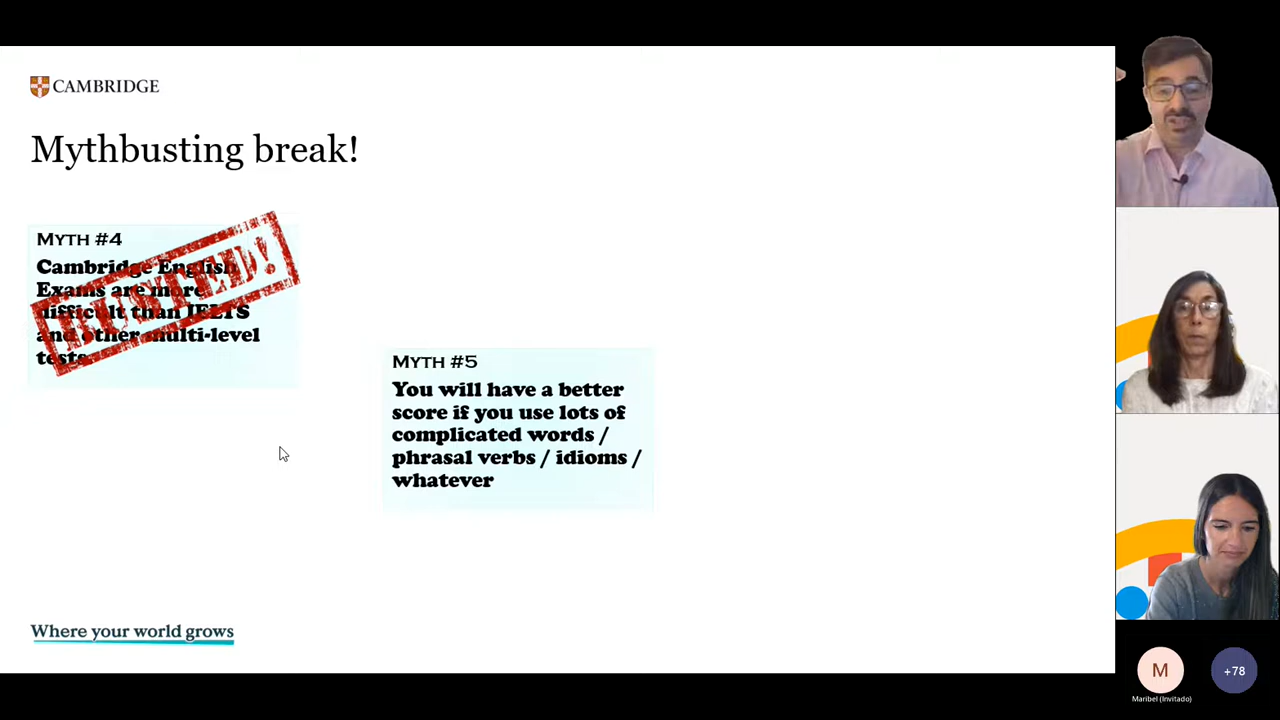 CAMBRIDGE
Mythbusting break!
MYTH #4
Cambridge English
Exams are more
difficult than IELTS
and other multi-level
tests
BUSTED!
MYTH #5
You will have a better
score if you use lots of
complicated words /
phrasal verbs / idioms /
whatever
Where your world grows
M
+78
Maribel (Invitado)